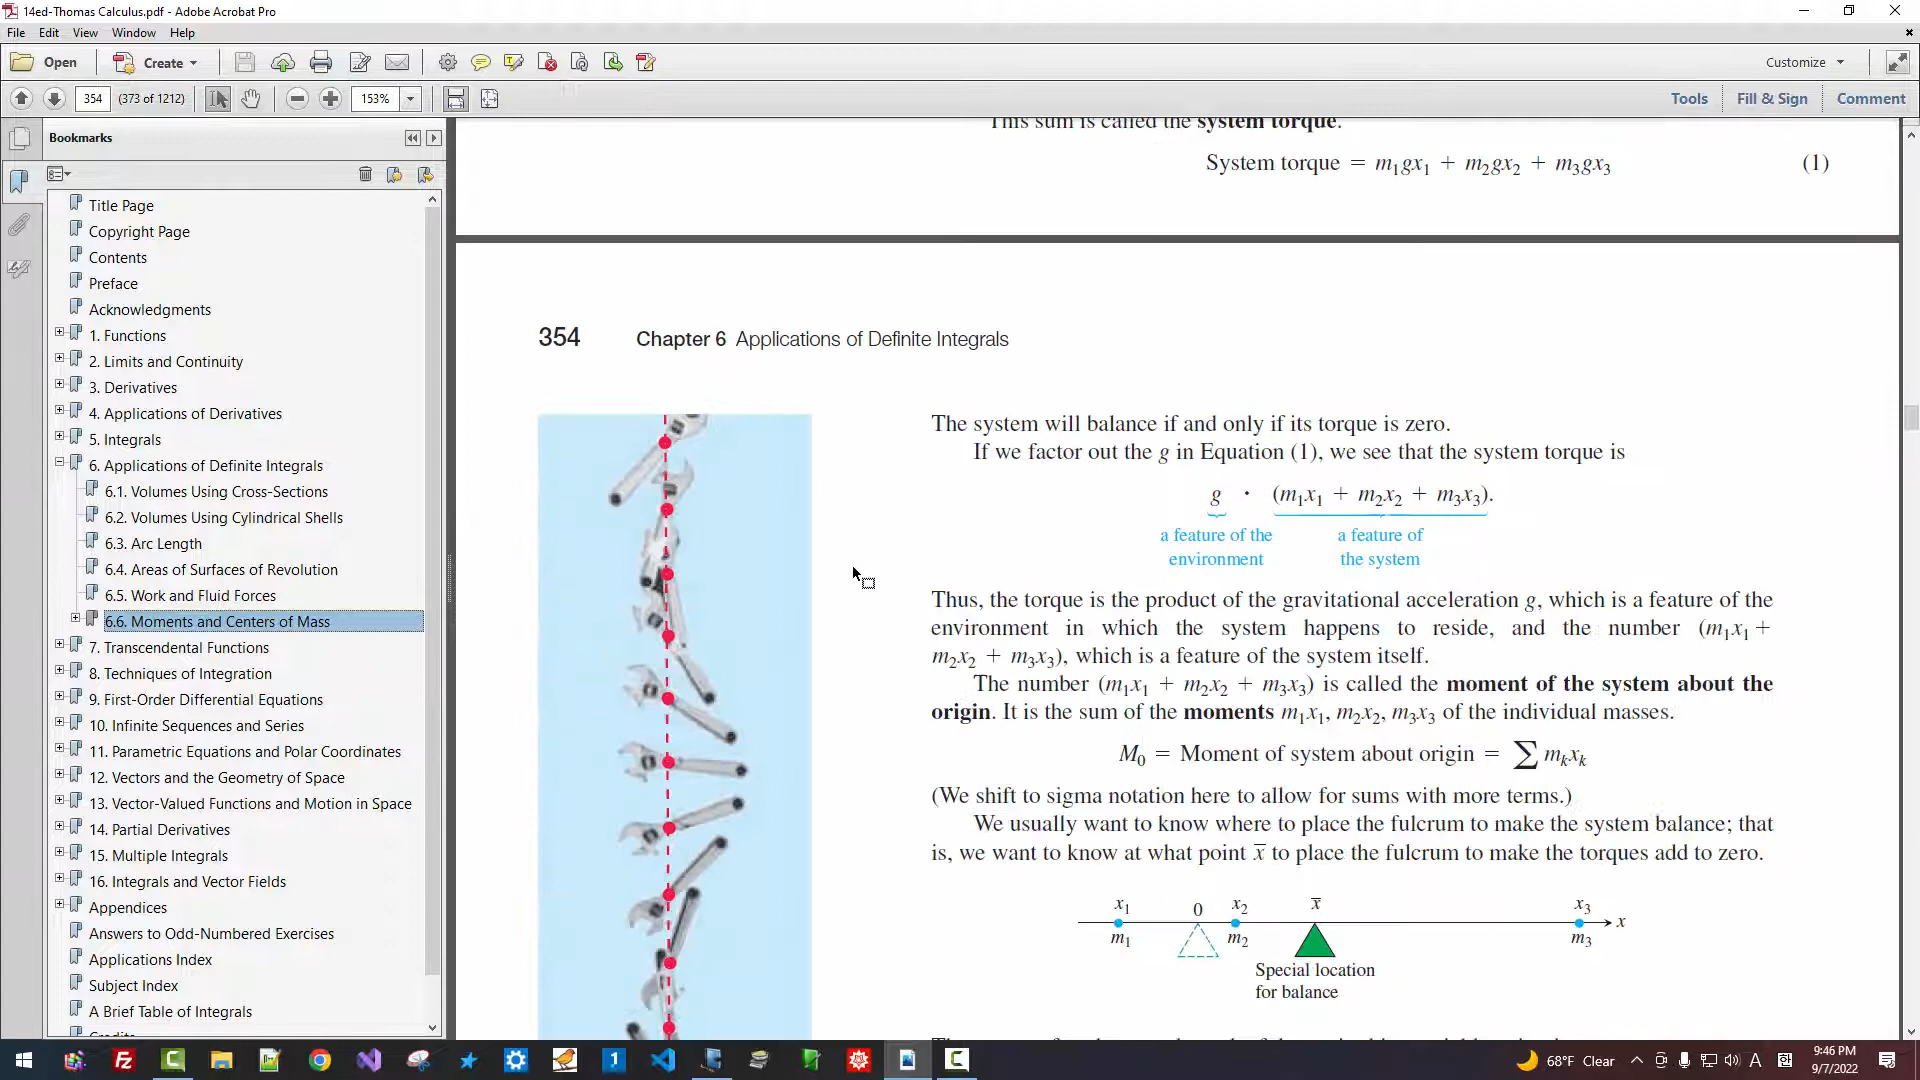 14ed-Thomas Calculus.pdf - Adobe Acrobat Pro
File Edit View Window Help
Open Create Customize
354 (373 of 1212) 153% Tools Fill & Sign Comment
Bookmarks
Title Page
Copyright Page
Contents
Preface
Acknowledgments
1. Functions
2. Limits and Continuity
3. Derivatives
4. Applications of Derivatives
5. Integrals
6. Applications of Definite Integrals
6.1. Volumes Using Cross-Sections
6.2. Volumes Using Cylindrical Shells
6.3. Arc Length
6.4. Areas of Surfaces of Revolution
6.5. Work and Fluid Forces
6.6. Moments and Centers of Mass
7. Transcendental Functions
8. Techniques of Integration
9. First-Order Differential Equations
10. Infinite Sequences and Series
11. Parametric Equations and Polar Coordinates
12. Vectors and the Geometry of Space
13. Vector-Valued Functions and Motion in Space
14. Partial Derivatives
15. Multiple Integrals
16. Integrals and Vector Fields
Appendices
Answers to Odd-Numbered Exercises
Applications Index
Subject Index
A Brief Table of Integrals
This sum is called the system torque.
System torque = m₁gx₁ + m₂gx₂ + m₃gx₃ (1)
354 Chapter 6 Applications of Definite Integrals
The system will balance if and only if its torque is zero.
If we factor out the g in Equation (1), we see that the system torque is
g · (m₁x₁ + m₂x₂ + m₃x₃).
a feature of the a feature of
environment the system
Thus, the torque is the product of the gravitational acceleration g, which is a feature of the
environment in which the system happens to reside, and the number (m₁x₁ +
m₂x₂ + m₃x₃), which is a feature of the system itself.
The number (m₁x₁ + m₂x₂ + m₃x₃) is called the moment of the system about the
origin. It is the sum of the moments m₁x₁, m₂x₂, m₃x₃ of the individual masses.
M₀ = Moment of system about origin = ∑ mₖxₖ
(We shift to sigma notation here to allow for sums with more terms.)
We usually want to know where to place the fulcrum to make the system balance; that
is, we want to know at what point x̄ to place the fulcrum to make the torques add to zero.
x₁ 0 x₂ x̄ x₃
x
m₁ m₂ m₃
Special location
for balance
68°F Clear A 한 9:46 PM
9/7/2022